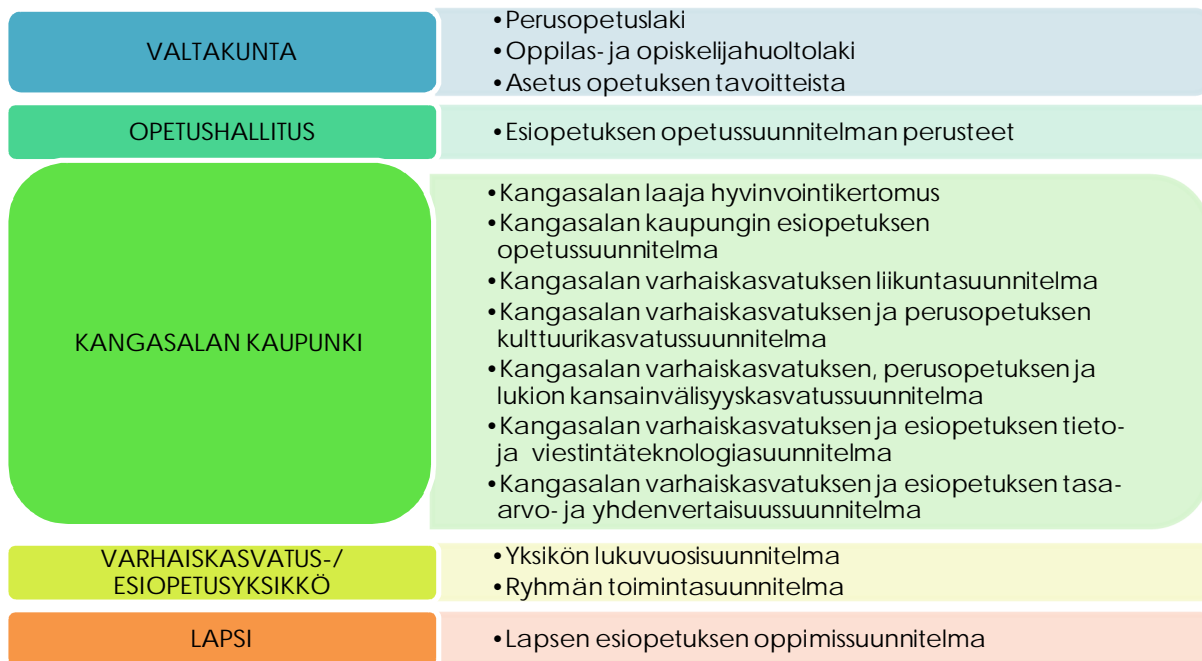 VALTAKUNTA
•Perusopetuslaki
•Oppilas- ja opiskelijahuoltolaki
•Asetus opetuksen tavoitteista
OPETUSHALLITUS
•Esiopetuksen opetussuunnitelman perusteet
KANGASALAN KAUPUNKI
•Kangasalan laaja hyvinvointikertomus
•Kangasalan kaupungin esiopetuksen
opetussuunnitelma
•Kangasalan varhaiskasvatuksen liikuntasuunnitelma
•Kangasalan varhaiskasvatuksen ja perusopetuksen
kulttuurikasvatussuunnitelma
•Kangasalan varhaiskasvatuksen, perusopetuksen ja
lukion kansainvälisyyskasvatussuunnitelma
•Kangasalan varhaiskasvatuksen ja esiopetuksen tieto-
ja viestintäteknologiasuunnitelma
•Kangasalan varhaiskasvatuksen ja esiopetuksen tasa-
arvo- ja yhdenvertaisuussuunnitelma
VARHAISKASVATUS-/
ESIOPETUSYKSIKKÖ
•Yksikön lukuvuosisuunnitelma
•Ryhmän toimintasuunnitelma
LAPSI
•Lapsen esiopetuksen oppimissuunnitelma